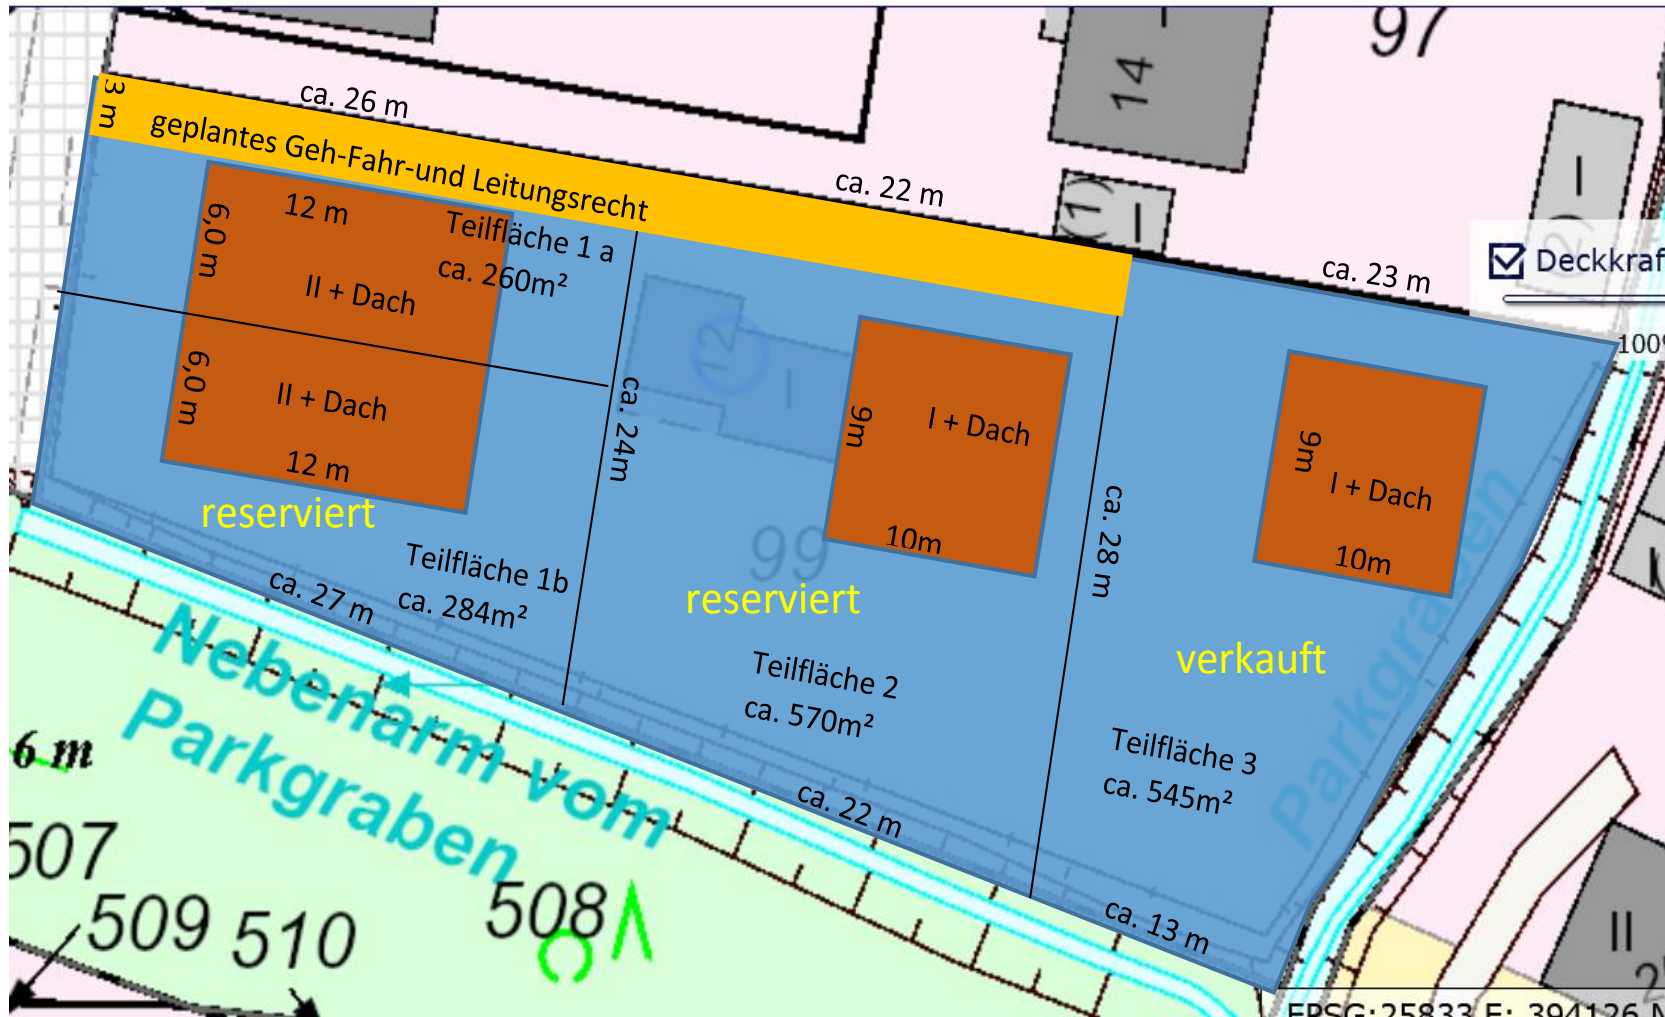 97
14
3 m
ca. 26 m
geplantes Geh-Fahr-und Leitungsrecht
ca. 22 m
(1)
I
I
Deckkraf
ca. 23 m
100%
12 m
6,0 m
Teilfläche 1 a
ca. 260m²
II + Dach
6,0 m
II + Dach
12 m
reserviert
ca. 24m
12
I
9m
I + Dach
10m
99
ca. 28 m
9m
I + Dach
10m
reserviert
verkauft
Teilfläche 1b
ca. 284m²
ca. 27 m
Teilfläche 2
ca. 570m²
Teilfläche 3
ca. 545m²
ca. 22 m
ca. 13 m
Parkgraben
Nebenarm vom
Parkgraben
6 m
507
508
509
510
II
EPSG:25833 E: 394126 N